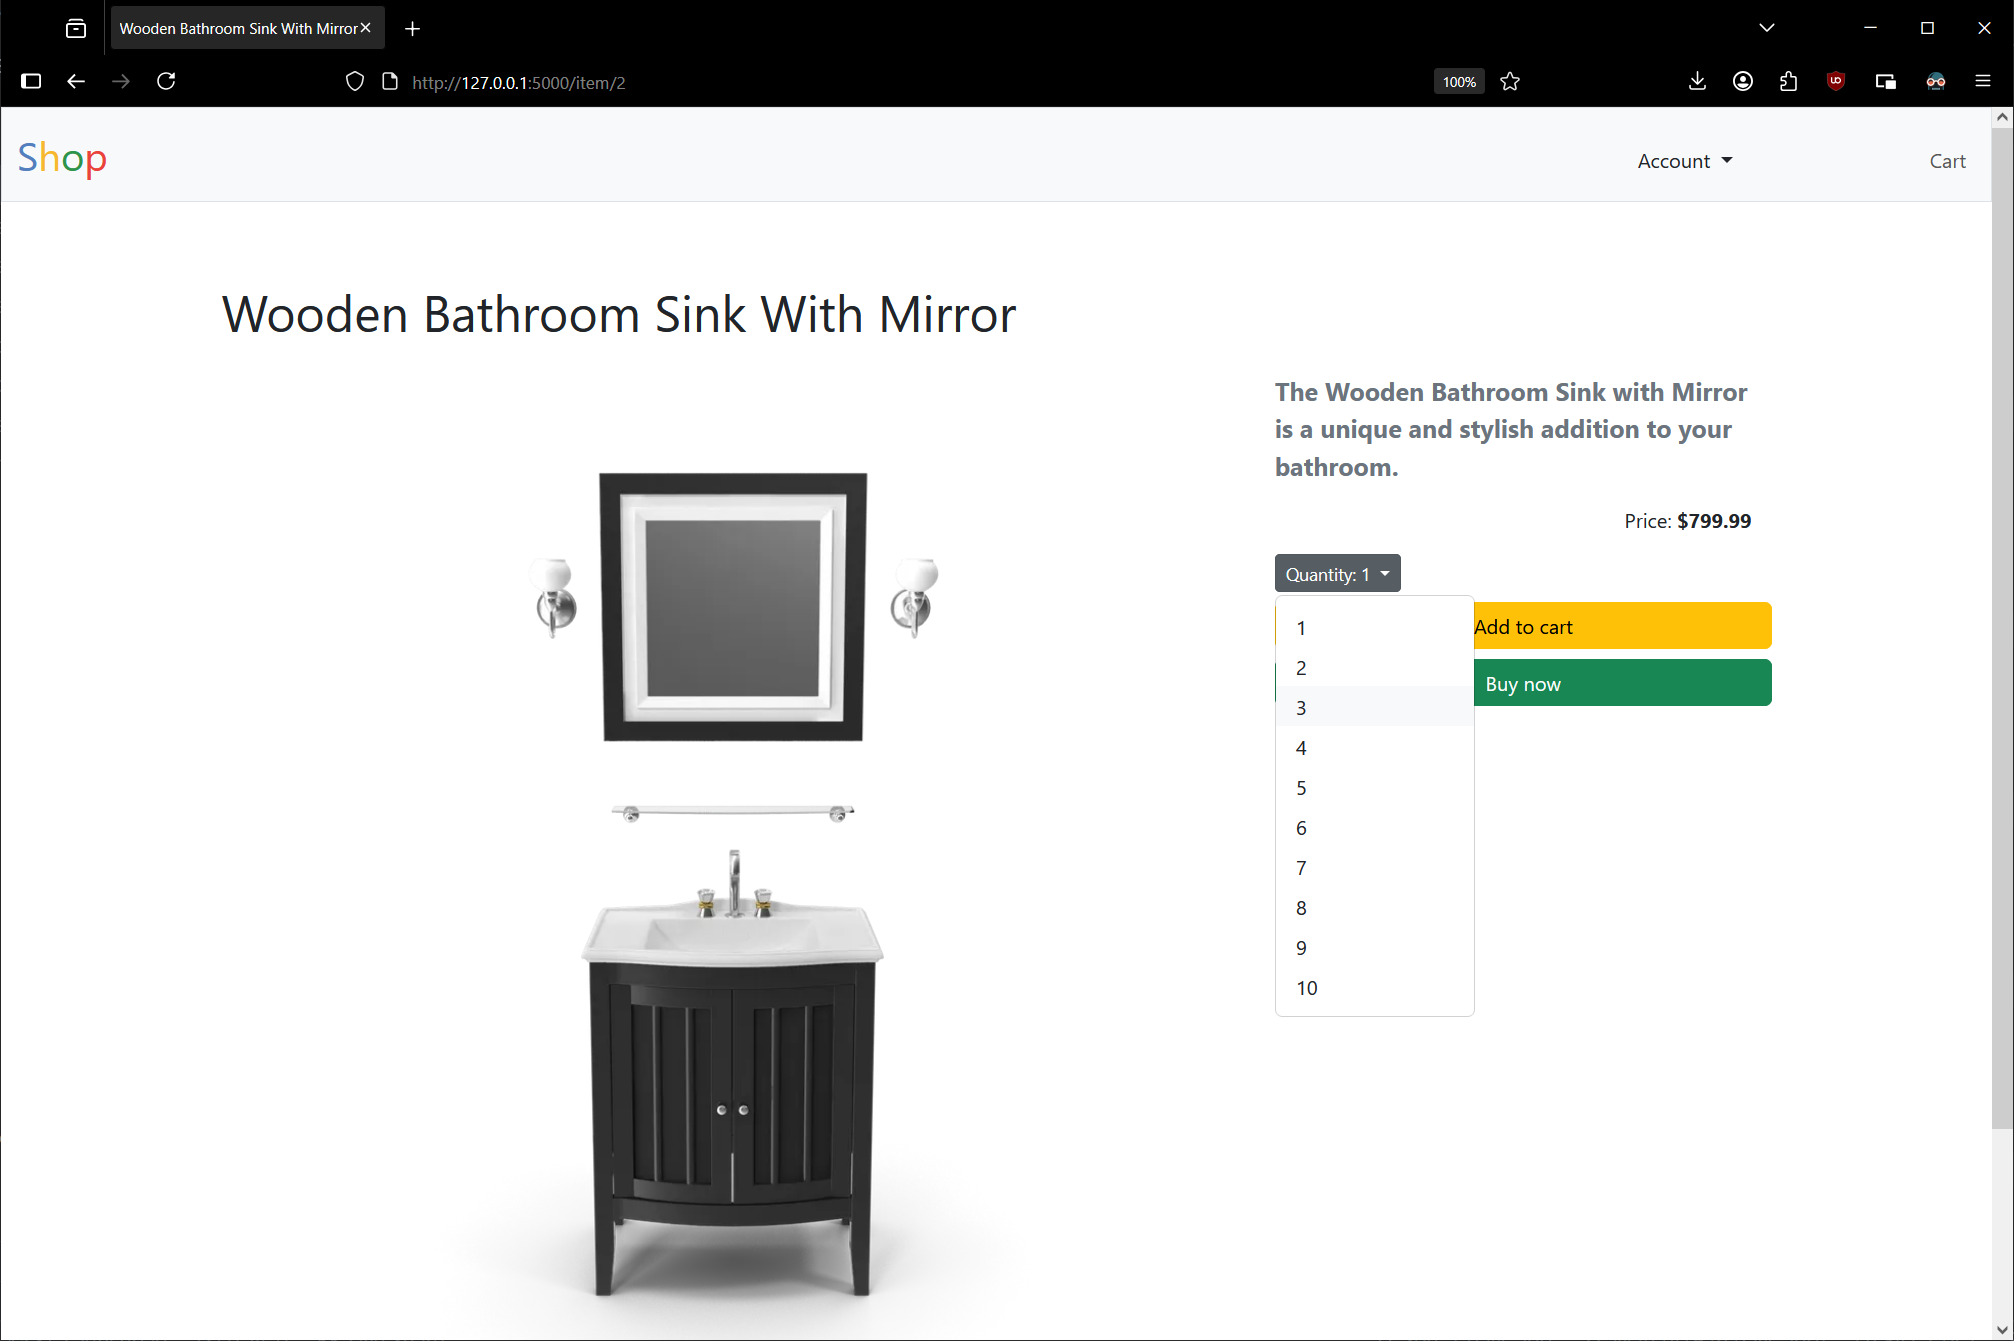 Wooden Bathroom Sink With Mirror
http://127.0.0.1:5000/item/2
100%
Shop
Account
Cart
Wooden Bathroom Sink With Mirror
The Wooden Bathroom Sink with Mirror
is a unique and stylish addition to your
bathroom.
Price: $799.99
Quantity: 1
1
Add to cart
2
Buy now
3
4
5
6
7
8
9
10